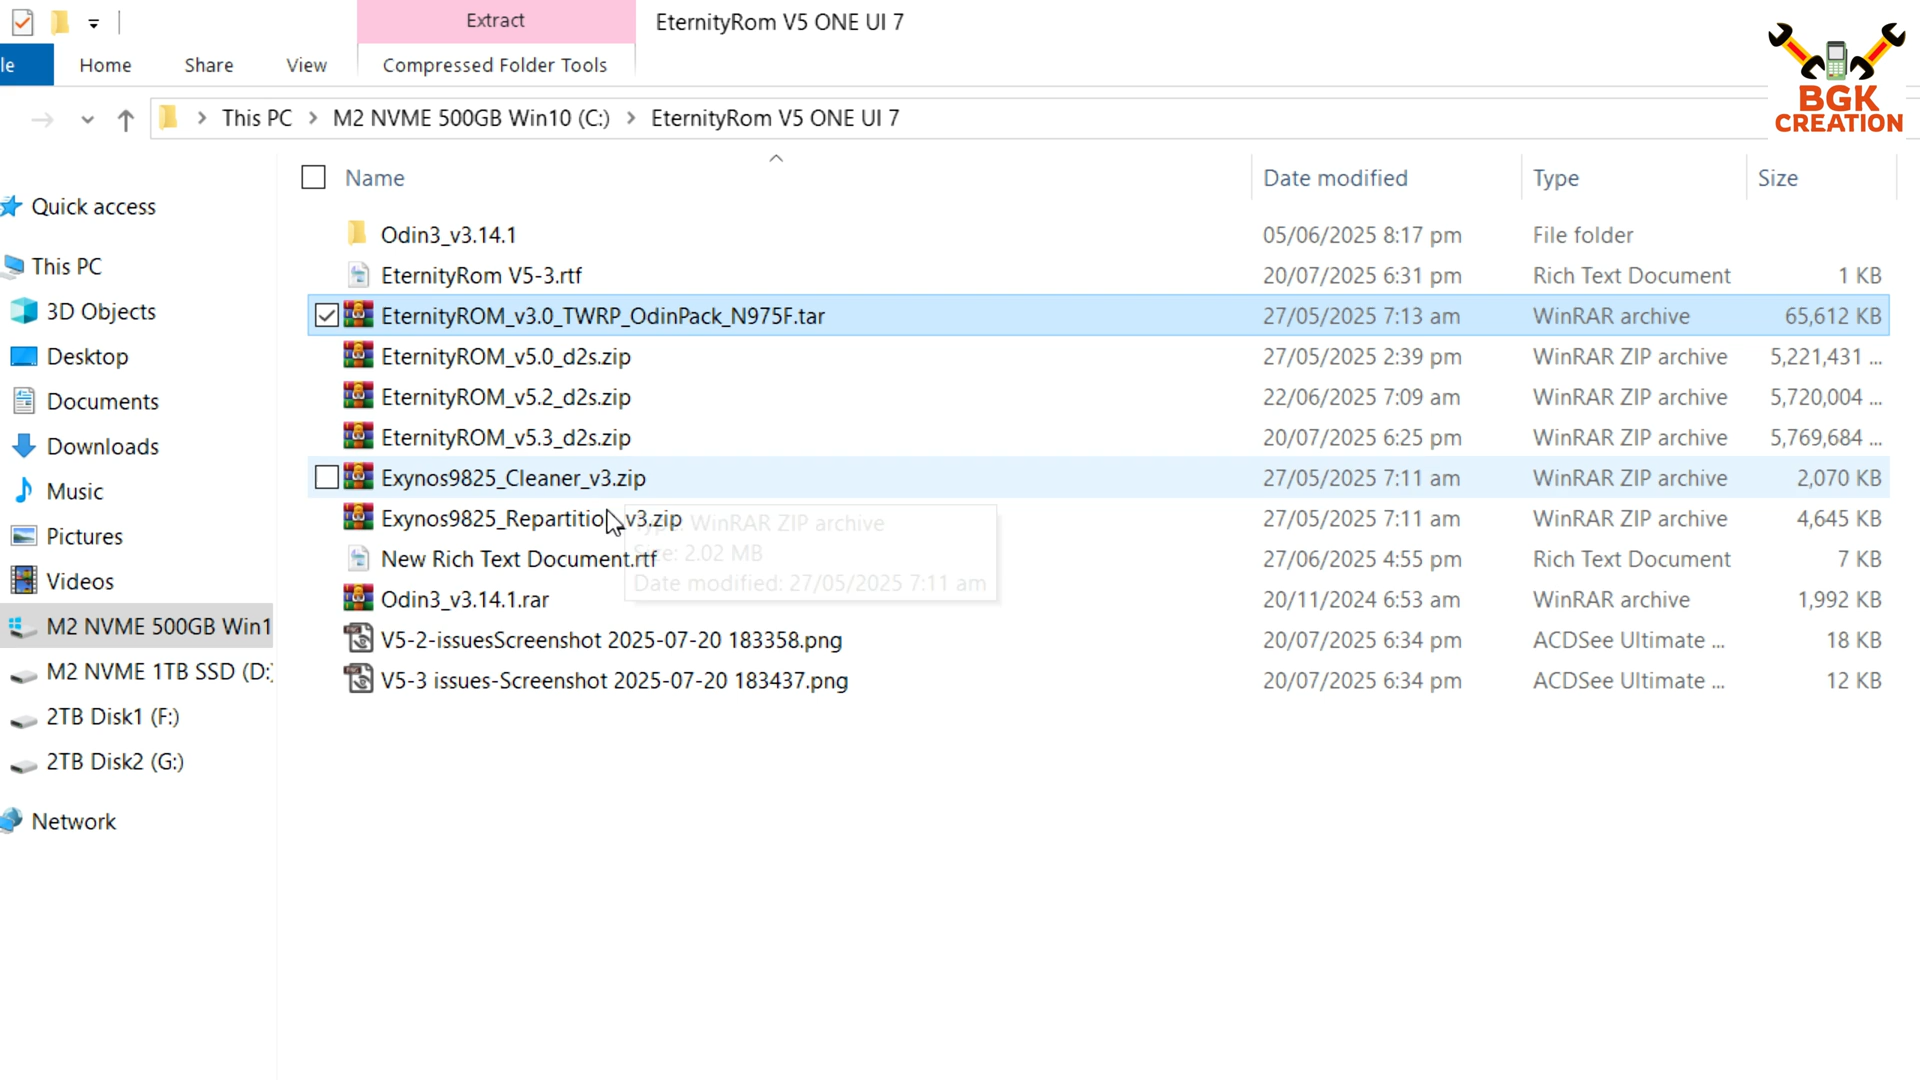 Extract
EternityRom V5 ONE UI 7
le
Home
Share
View
Compressed Folder Tools
BGK
CREATION
This PC
M2 NVME 500GB Win10 (C:)
EternityRom V5 ONE UI 7
Name
Date modified
Type
Size
Quick access
This PC
3D Objects
Desktop
Documents
Downloads
Music
Pictures
Videos
M2 NVME 500GB Win1
M2 NVME 1TB SSD (D:)
2TB Disk1 (F:)
2TB Disk2 (G:)
Network
Odin3_v3.14.1 05/06/2025 8:17 pm File folder
EternityRom V5-3.rtf 20/07/2025 6:31 pm Rich Text Document 1 KB
EternityROM_v3.0_TWRP_OdinPack_N975F.tar 27/05/2025 7:13 am WinRAR archive 65,612 KB
EternityROM_v5.0_d2s.zip 27/05/2025 2:39 pm WinRAR ZIP archive 5,221,431 ...
EternityROM_v5.2_d2s.zip 22/06/2025 7:09 am WinRAR ZIP archive 5,720,004 ...
EternityROM_v5.3_d2s.zip 20/07/2025 6:25 pm WinRAR ZIP archive 5,769,684 ...
Exynos9825_Cleaner_v3.zip 27/05/2025 7:11 am WinRAR ZIP archive 2,070 KB
Exynos9825_Repartitio v3.zip 27/05/2025 7:11 am WinRAR ZIP archive 4,645 KB
New Rich Text Document.rtf 27/06/2025 4:55 pm Rich Text Document 7 KB
Odin3_v3.14.1.rar 20/11/2024 6:53 am WinRAR archive 1,992 KB
V5-2-issuesScreenshot 2025-07-20 183358.png 20/07/2025 6:34 pm ACDSee Ultimate ... 18 KB
V5-3 issues-Screenshot 2025-07-20 183437.png 20/07/2025 6:34 pm ACDSee Ultimate ... 12 KB
WinRAR ZIP archive
2.02 MB
Date modified: 27/05/2025 7:11 am